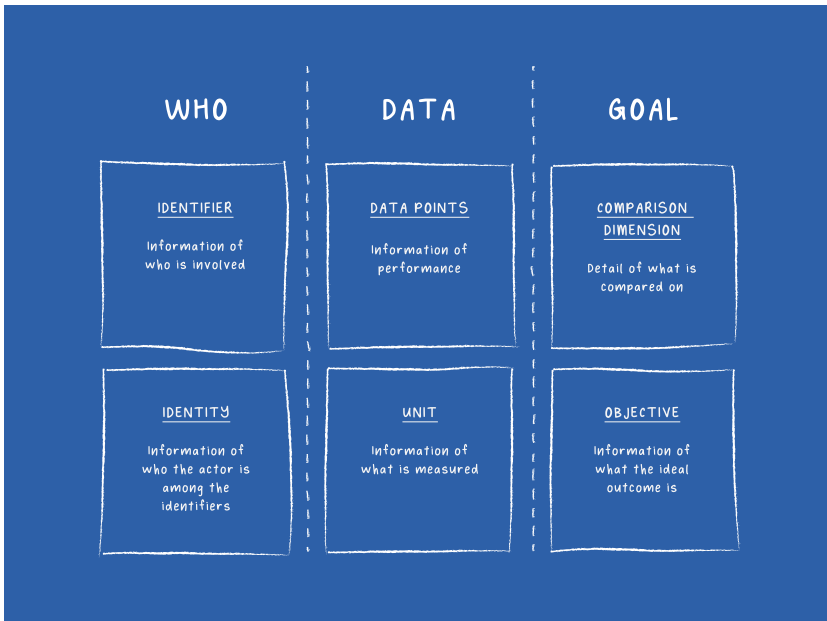 WHO
DATA
GOAL
IDENTIFIER
Information of
who is involved
DATA POINTS
Information of
performance
COMPARISON
DIMENSION
Detail of what is
compared on
IDENTITY
Information of
who the actor is
among the
identifiers
UNIT
Information of
what is measured
OBJECTIVE
Information of
what the ideal
outcome is